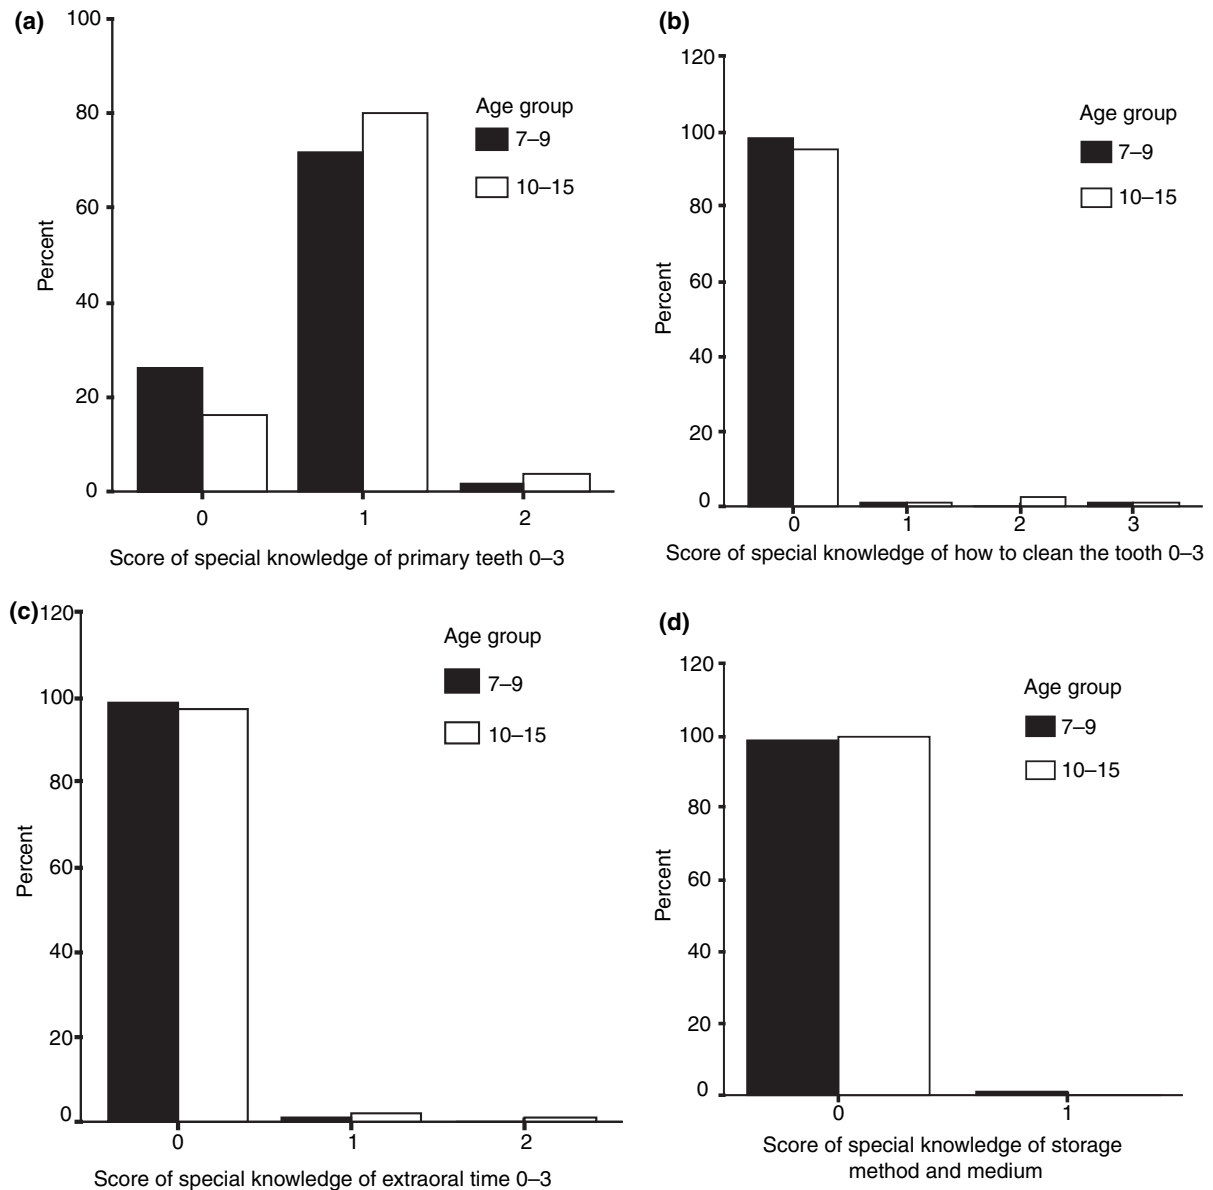 (a)
100
80
60
40
20
0
Percent
Age group
7–9
10–15
0 1 2
Score of special knowledge of primary teeth 0–3
(b)
120
100
80
60
40
20
0
Percent
Age group
7–9
10–15
0 1 2 3
Score of special knowledge of how to clean the tooth 0–3
(c)
120
100
80
60
40
20
0
Percent
Age group
7–9
10–15
0 1 2
Score of special knowledge of extraoral time 0–3
(d)
120
100
80
60
40
20
0
Percent
Age group
7–9
10–15
0 1
Score of special knowledge of storage
method and medium